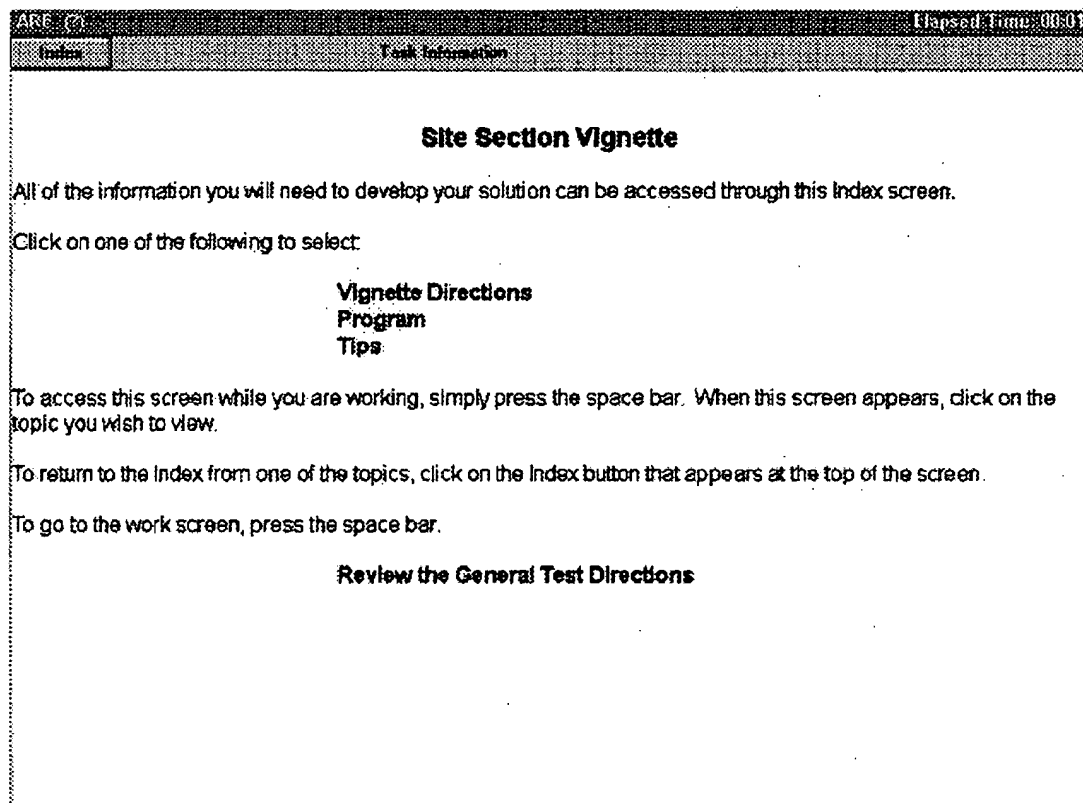 ARE (2) Elapsed Time: 00:01
Index Task Information
Site Section Vignette
All of the information you will need to develop your solution can be accessed through this Index screen.
Click on one of the following to select:
Vignette Directions
Program
Tips
To access this screen while you are working, simply press the space bar. When this screen appears, click on the
topic you wish to view.
To return to the Index from one of the topics, click on the Index button that appears at the top of the screen.
To go to the work screen, press the space bar.
Review the General Test Directions